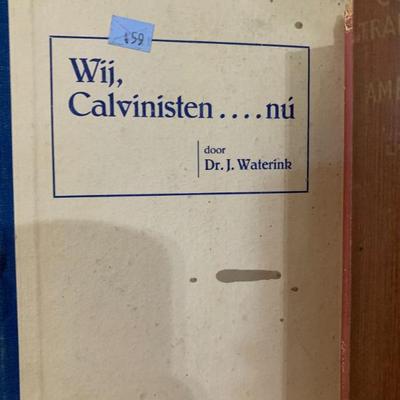 159
Wij,
Calvinisten....nú
door
Dr. J. Waterink